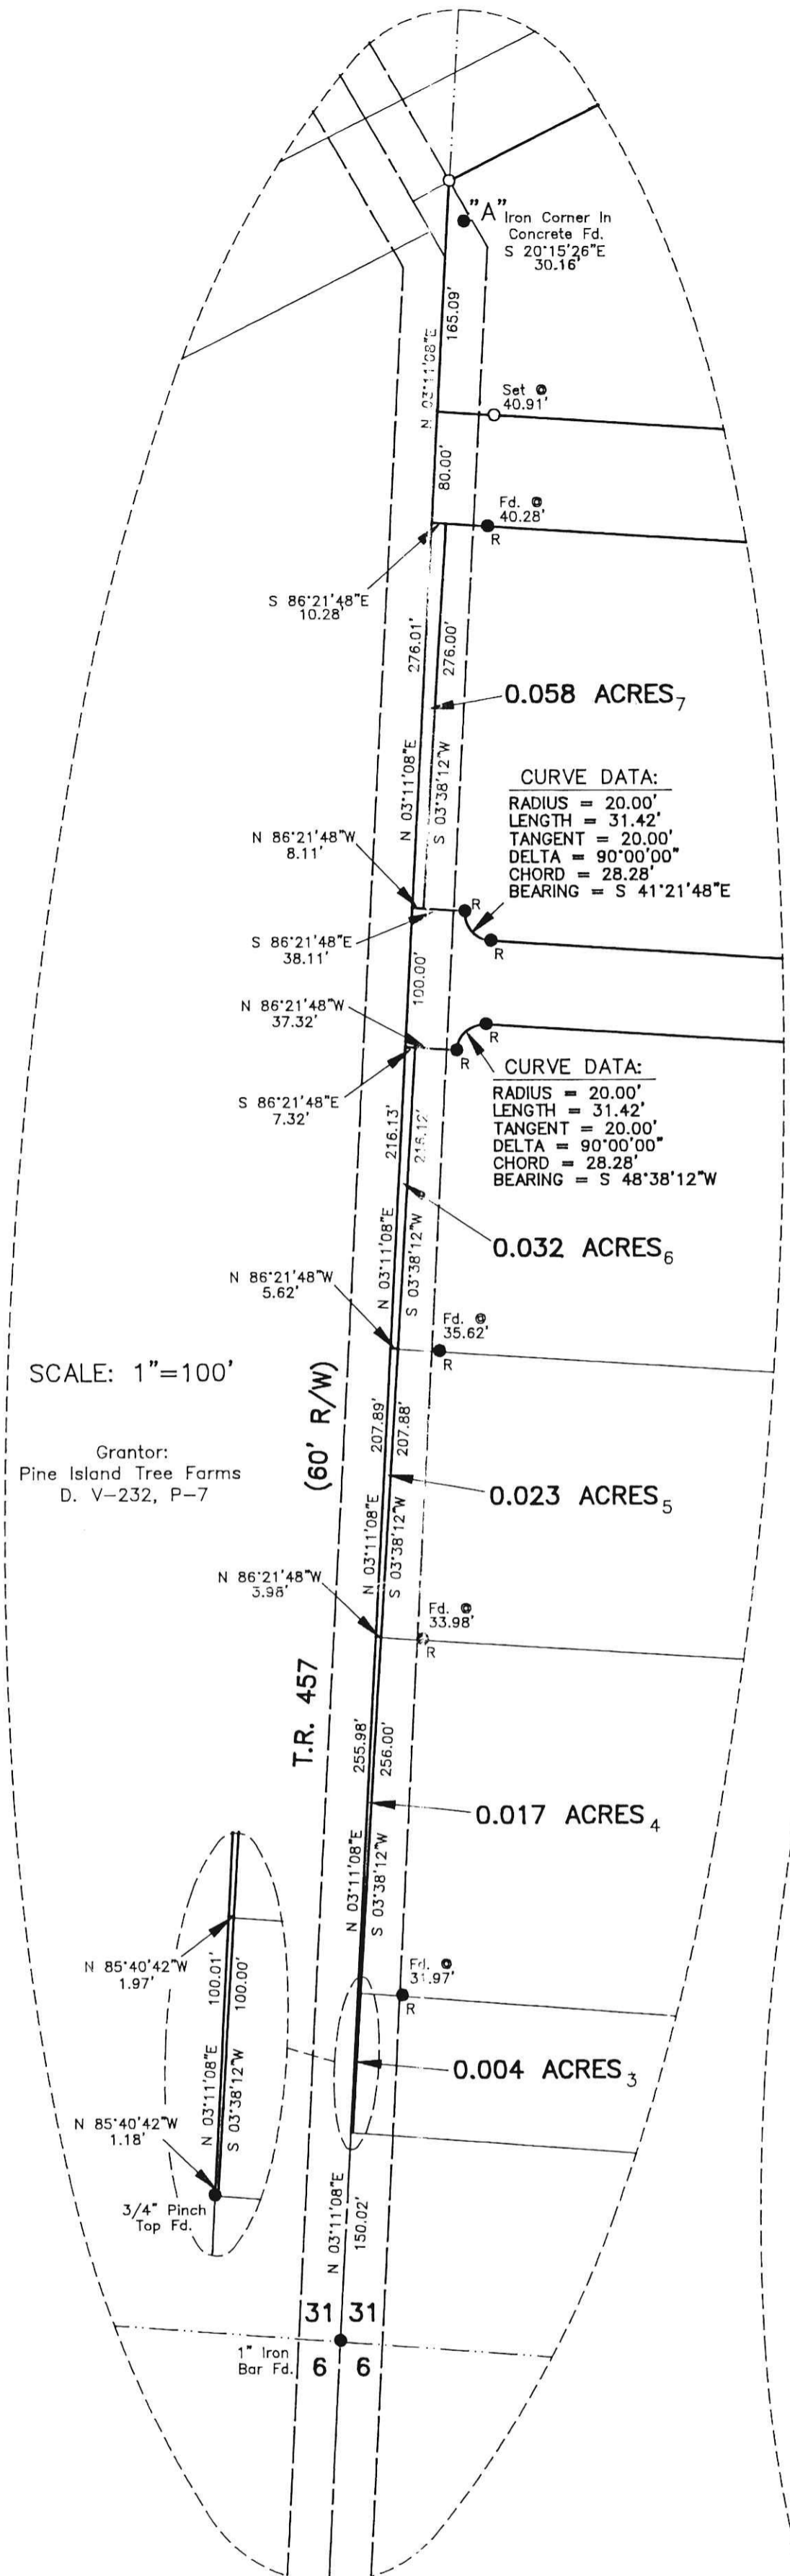 "A"
Iron Corner In
Concrete Fd.
S 20°15'26"E
30.16'
165.09'
N 03°11'08"E
Set @
40.91'
80.00'
Fd. @
40.28'
R
S 86°21'48"E
10.28'
276.01'
276.00'
0.058 ACRES7
N 03°11'08"E
S 03°38'12"W
CURVE DATA:
RADIUS = 20.00'
LENGTH = 31.42'
TANGENT = 20.00'
DELTA = 90°00'00"
CHORD = 28.28'
BEARING = S 41°21'48"E
N 86°21'48"W
8.11'
R
S 86°21'48"E
38.11'
R
100.00'
N 86°21'48"W
37.32'
R
R
S 86°21'48"E
7.32'
CURVE DATA:
RADIUS = 20.00'
LENGTH = 31.42'
TANGENT = 20.00'
DELTA = 90°00'00"
CHORD = 28.28'
BEARING = S 48°38'12"W
216.13'
216.12'
N 03°11'08"E
S 03°38'12"W
0.032 ACRES6
N 86°21'48"W
5.62'
Fd. @
35.62'
R
SCALE: 1"=100'
(60' R/W)
207.89'
207.88'
Grantor:
Pine Island Tree Farms
D. V-232, P-7
0.023 ACRES5
N 03°11'08"E
S 03°38'12"W
N 86°21'48"W
3.98'
Fd. @
33.98'
R
T.R. 457
255.98'
256.00'
0.017 ACRES4
N 03°11'08"E
S 03°38'12"W
N 85°40'42"W
1.97'
100.01'
100.00'
Fd. @
31.97'
R
0.004 ACRES3
N 03°11'08"E
S 03°38'12"W
N 85°40'42"W
1.18'
3/4" Pinch
Top Fd.
N 03°11'08"E
150.02'
31 31
1" Iron
Bar Fd.
6 6